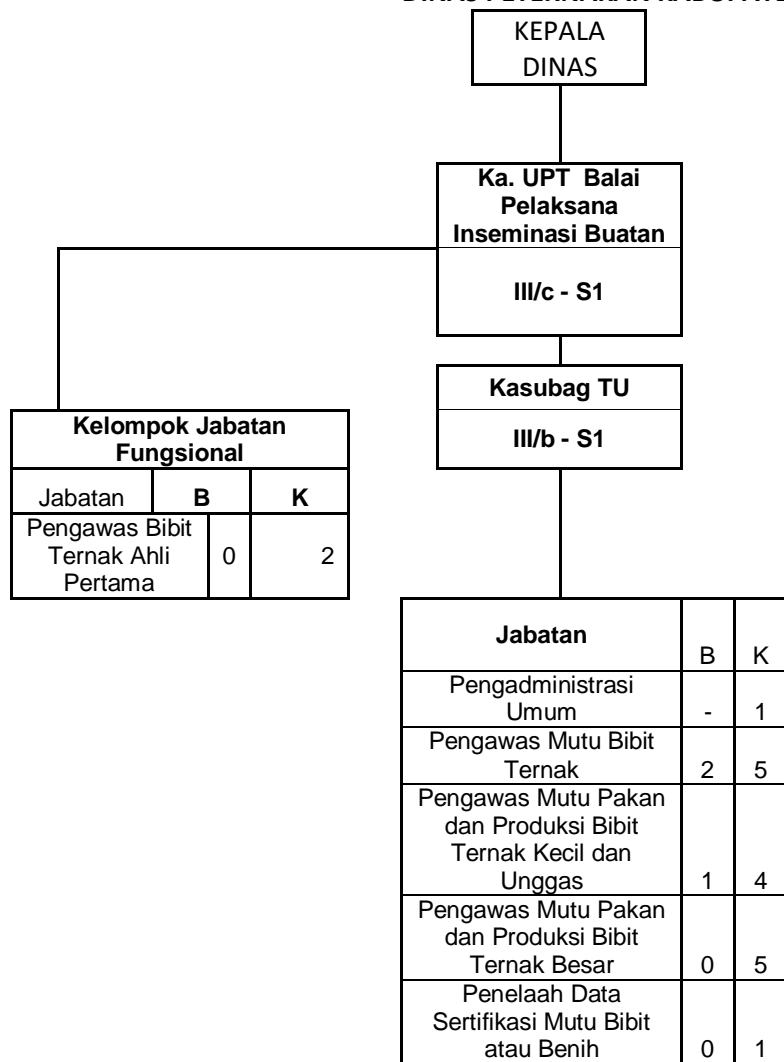 KEPALA
DINAS
Ka. UPT Balai
Pelaksana
Inseminasi Buatan
III/c - S1
Kasubag TU
III/b - S1
Kelompok Jabatan
Fungsional
Jabatan B K
Pengawas Bibit
Ternak Ahli 0 2
Pertama
Jabatan
B K
Pengadministrasi
Umum - 1
Pengawas Mutu Bibit
Ternak 2 5
Pengawas Mutu Pakan
dan Produksi Bibit
Ternak Kecil dan
Unggas 1 4
Pengawas Mutu Pakan
dan Produksi Bibit
Ternak Besar 0 5
Penelaah Data
Sertifikasi Mutu Bibit
atau Benih 0 1